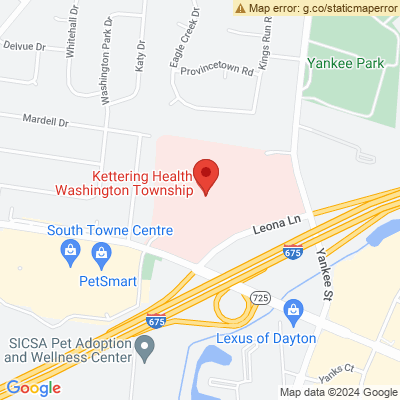 Map error: g.co/staticmaperror
Whitehall Dr
Delvue Dr
Washington Park Dr
Katy Dr
Eagle Creek Dr
Provincetown Rd
Kings Run R
Yankee Park
Mardell Dr
Kettering Health
Washington Township
South Towne Centre
Leona Ln
675
PetSmart
Yankee St
725
675
SICSA Pet Adoption
and Wellness Center
Lexus of Dayton
Yanks Ct
Google
Map data ©2024 Google